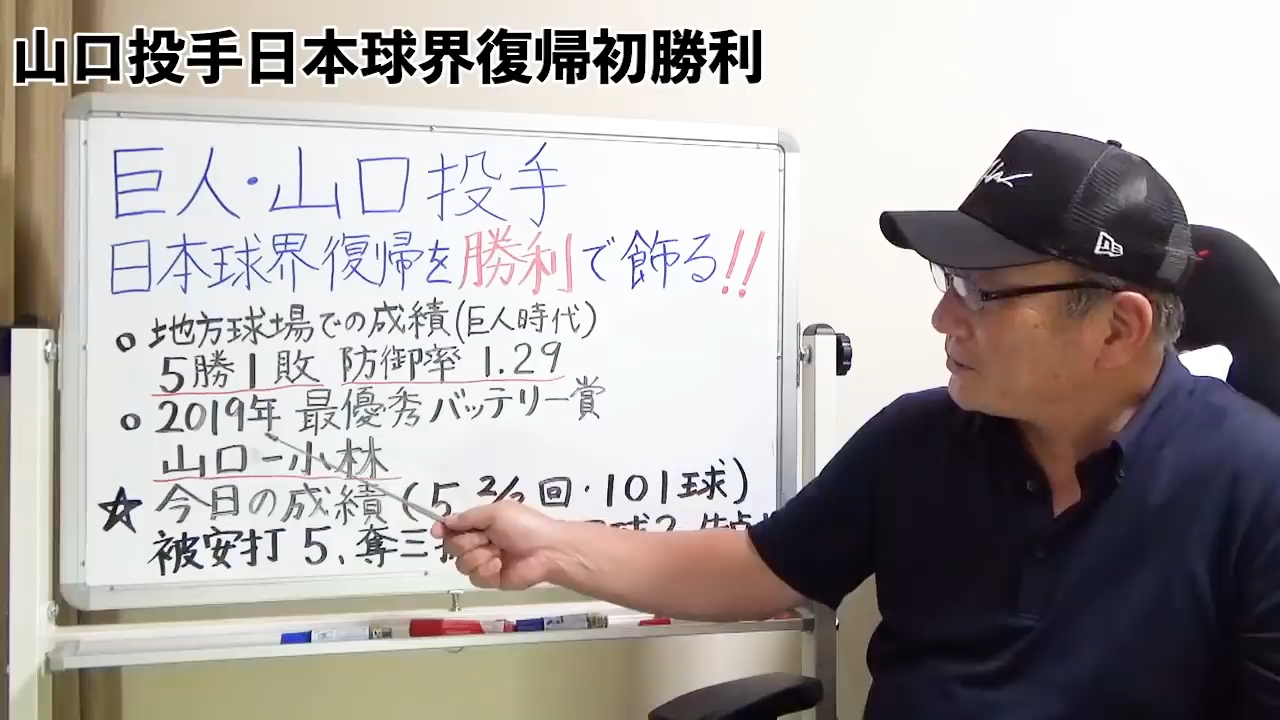 山口投手日本球界復帰初勝利
巨人・山口投手
日本球界復帰を勝利で飾る!!
○ 地方球場での成績(巨人時代)
5勝1敗 防御率 1.29
○ 2019年 最優秀バッテリー賞
山口ー小林
☆ 今日の成績(5 2/3回・101球)
被安打 5、奪三